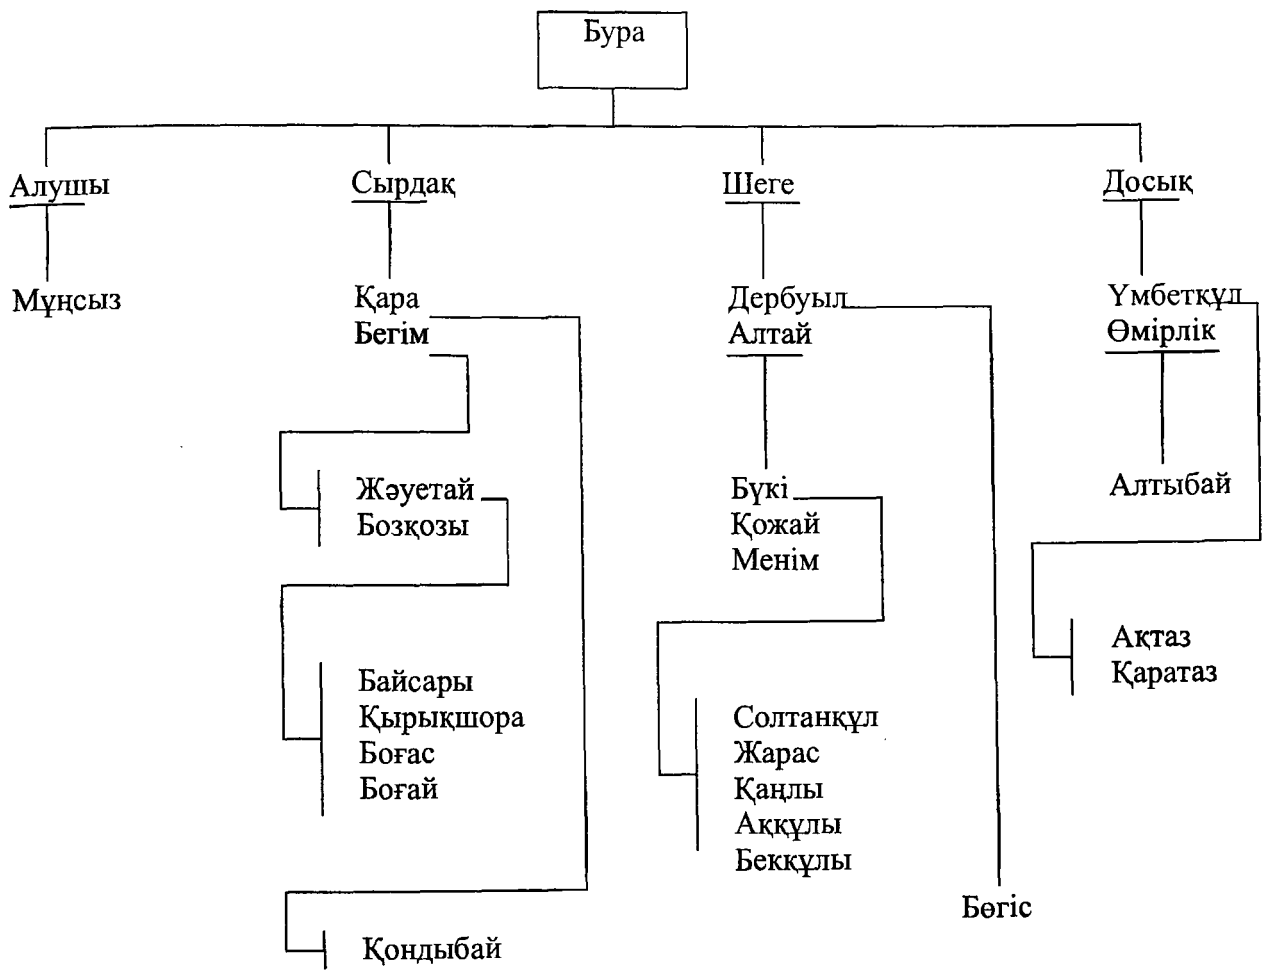 Бура
Алушы
Сырдақ
Шеге
Досық
Мұңсыз
Қара
Бегім
Дербуыл
Алтай
Үмбетқұл
Өмірлік
Жәуетай
Бозқозы
Бүкі
Қожай
Менім
Алтыбай
Байсары
Қырықшора
Боғас
Боғай
Солтанқұл
Жарас
Қаңлы
Аққұлы
Бекқұлы
Ақтаз
Қаратаз
Бөгіс
Қондыбай